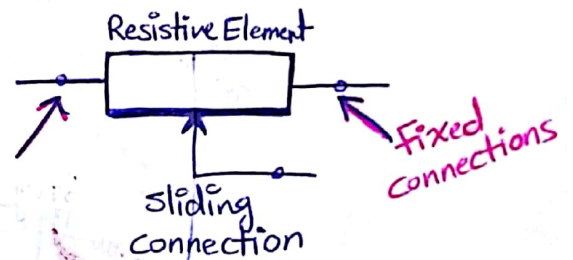 Resistive Element
fixed
connections
sliding
connection